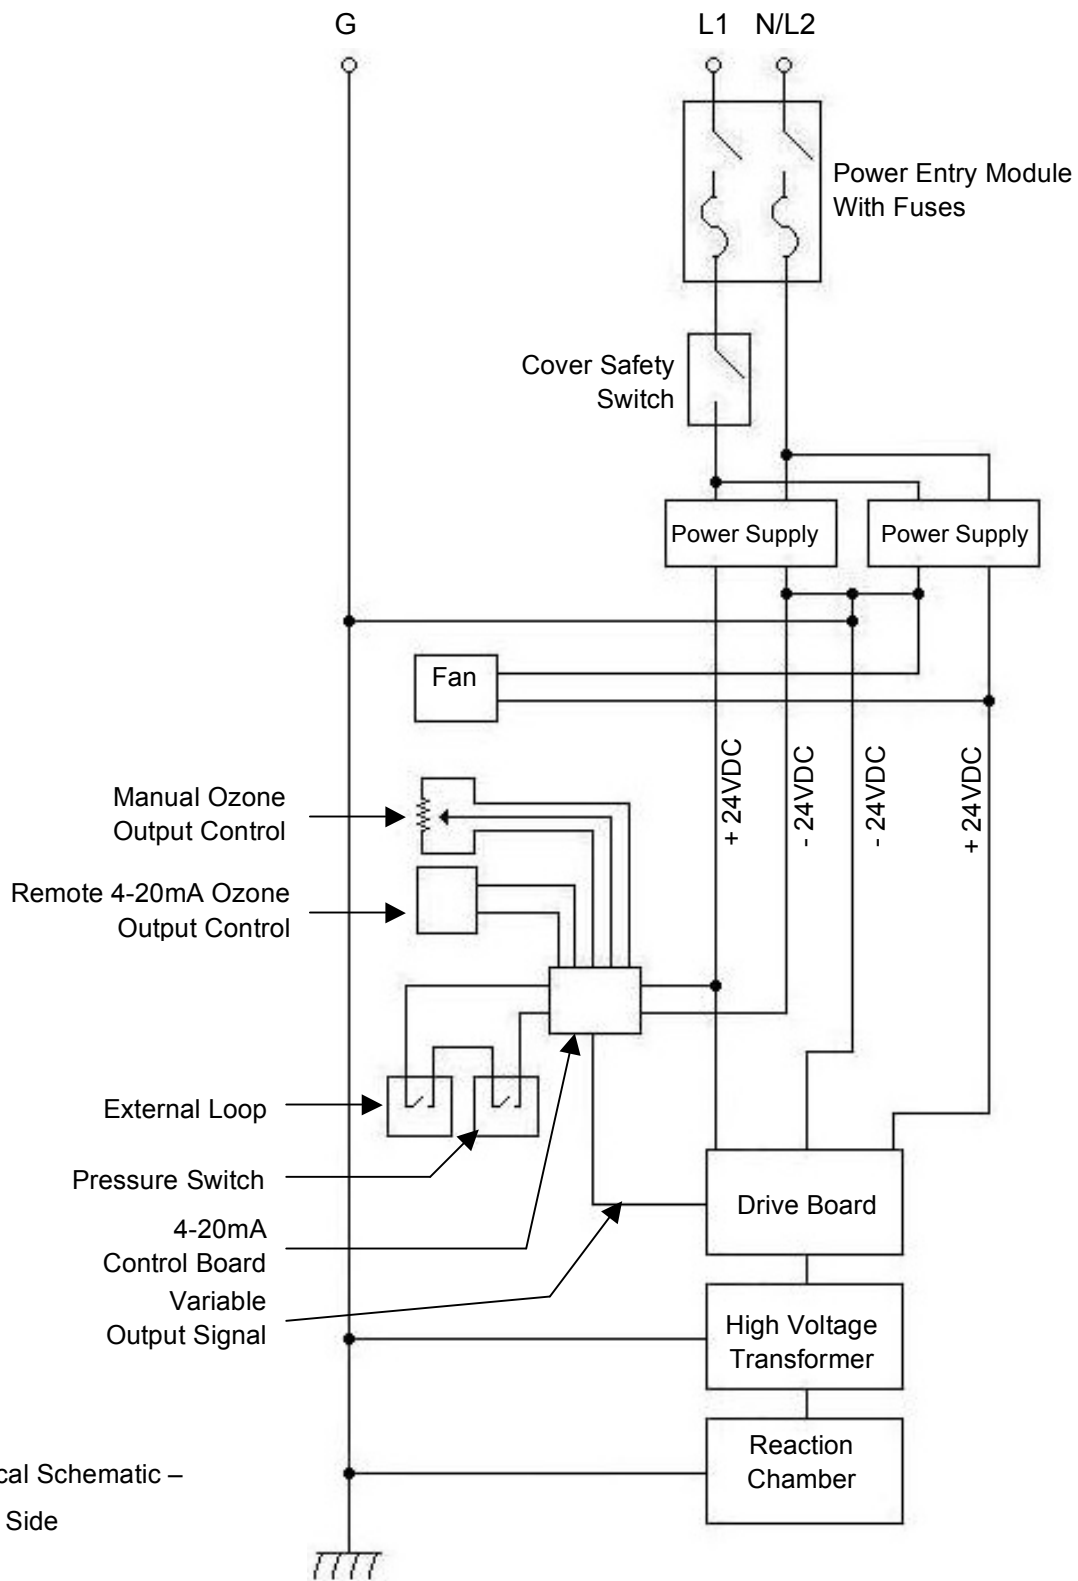 G
L1 N/L2
Power Entry Module
With Fuses
Cover Safety
Switch
Power Supply
Power Supply
Fan
+ 24VDC
- 24VDC
- 24VDC
+ 24VDC
Manual Ozone
Output Control
Remote 4-20mA Ozone
Output Control
External Loop
Pressure Switch
4-20mA
Control Board
Variable
Output Signal
Drive Board
High Voltage
Transformer
Reaction
Chamber
Schematic –
Side